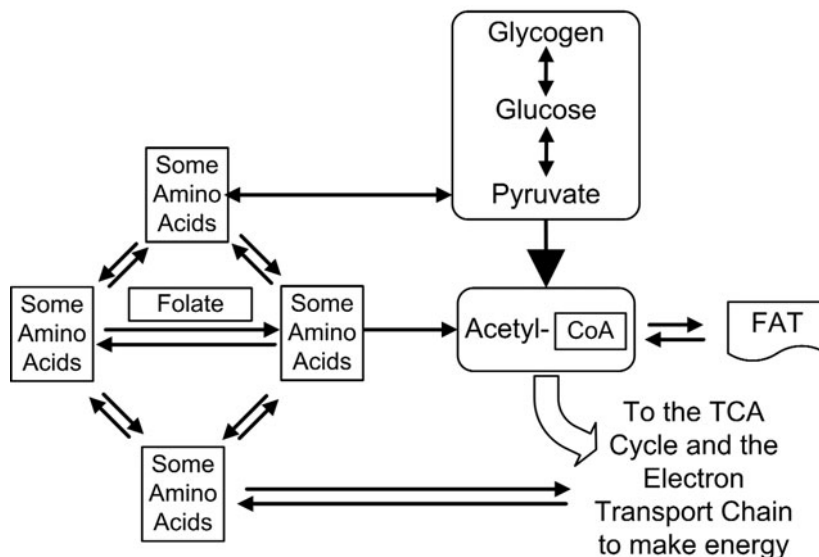 Glycogen
Glucose
Pyruvate
Some
Amino
Acids
Some
Amino
Acids
Folate
Some
Amino
Acids
Acetyl- CoA
FAT
Some
Amino
Acids
To the TCA
Cycle and the
Electron
Transport Chain
to make energy